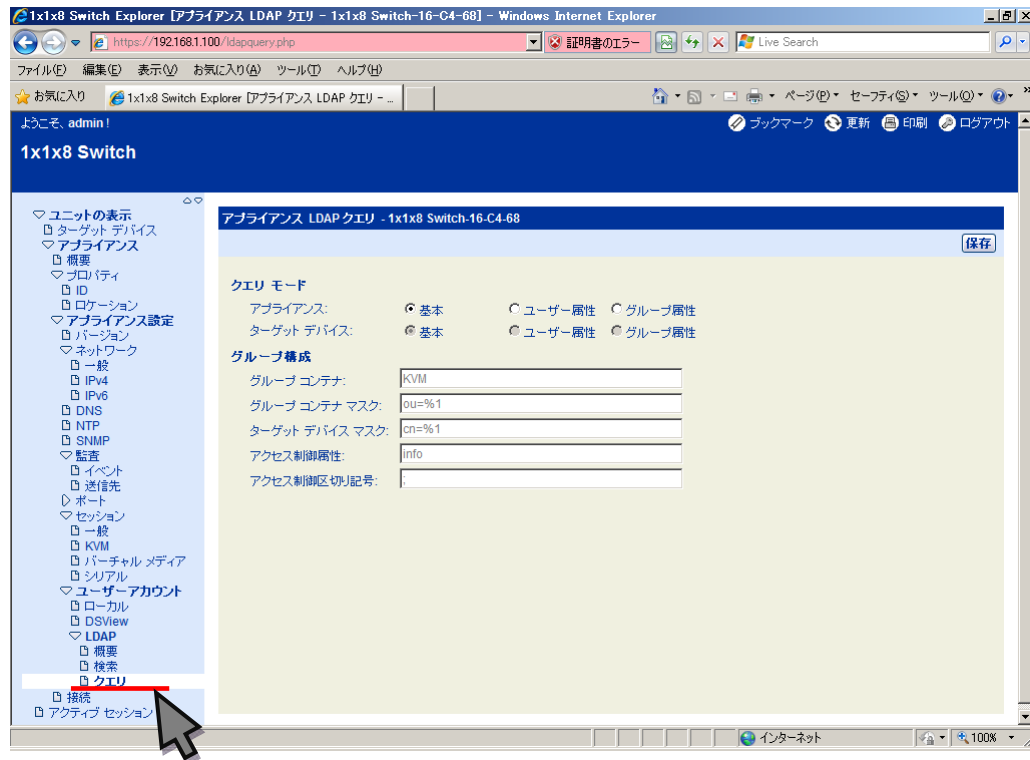 1x1x8 Switch Explorer [アプライアンス LDAP クエリ - 1x1x8 Switch-16-C4-68] - Windows Internet Explorer
https://192.168.1.100/ldapquery.php
証明書のエラー
Live Search
ファイル(F) 編集(E) 表示(V) お気に入り(A) ツール(T) ヘルプ(H)
お気に入り
1x1x8 Switch Explorer [アプライアンス LDAP クエリ - ...
ページ(P) セーフティ(S) ツール(O)
ようこそ、admin !
ブックマーク 更新 印刷 ログアウト
1x1x8 Switch
ユニットの表示
ターゲット デバイス
アプライアンス
概要
プロパティ
ID
ロケーション
アプライアンス設定
バージョン
ネットワーク
一般
IPv4
IPv6
DNS
NTP
SNMP
監査
イベント
送信先
ポート
セッション
一般
KVM
バーチャル メディア
シリアル
ユーザーアカウント
ローカル
DSView
LDAP
概要
検索
クエリ
接続
アクティブ セッション
アプライアンス LDAP クエリ - 1x1x8 Switch-16-C4-68
保存
クエリ モード
アプライアンス: 基本 ユーザー属性 グループ属性
ターゲット デバイス: 基本 ユーザー属性 グループ属性
グループ構成
グループ コンテナ: KVM
グループ コンテナ マスク: ou=%1
ターゲット デバイス マスク: cn=%1
アクセス制御属性: info
アクセス制御区切り記号: ;
インターネット
100%